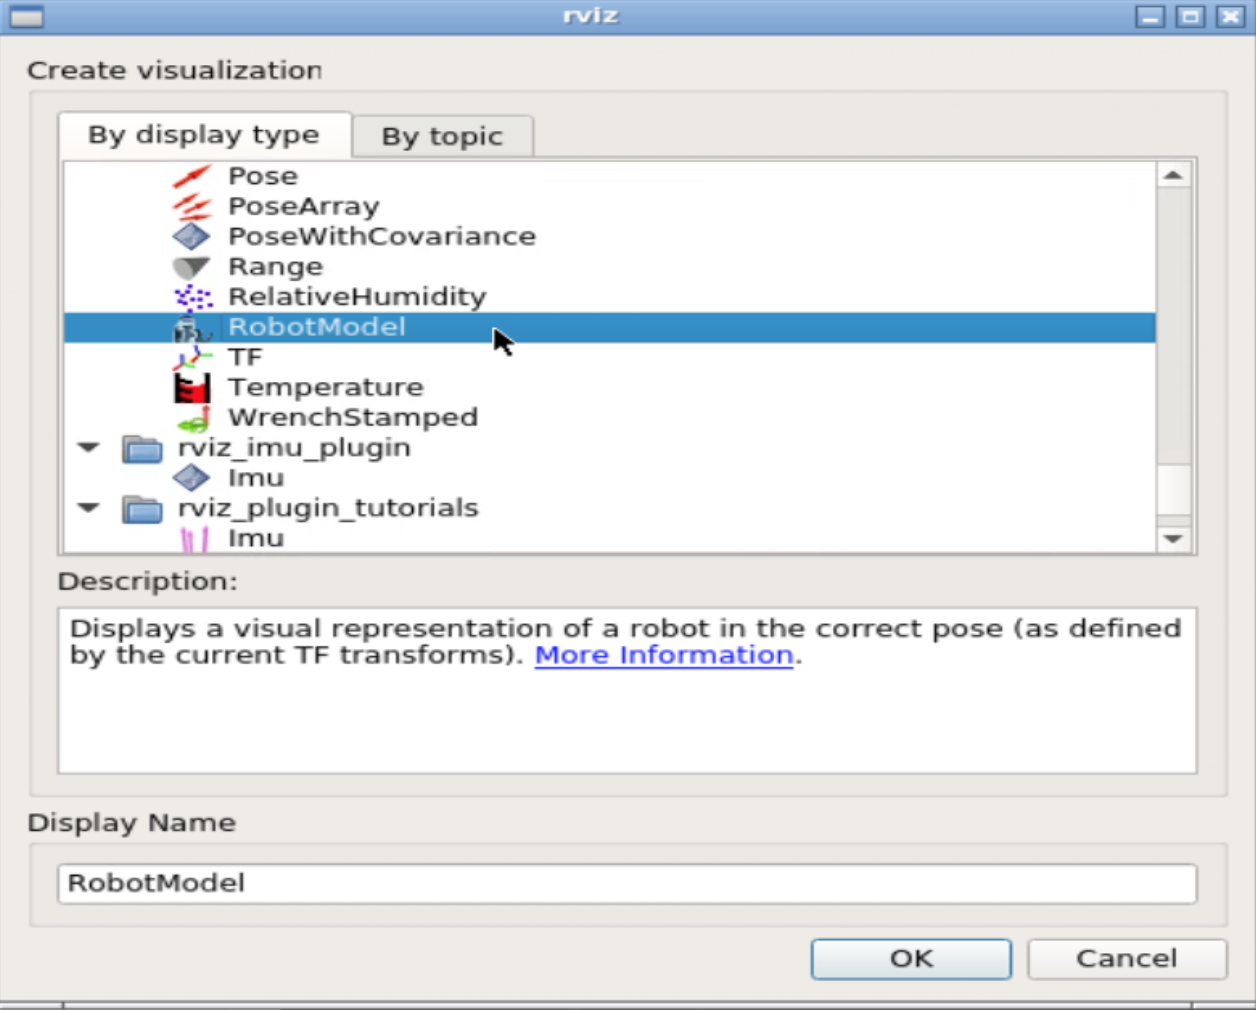 rviz
Create visualization
By display type
By topic
Pose
PoseArray
PoseWithCovariance
Range
RelativeHumidity
RobotModel
TF
Temperature
WrenchStamped
rviz_imu_plugin
Imu
rviz_plugin_tutorials
Imu
Description:
Displays a visual representation of a robot in the correct pose (as defined
by the current TF transforms). More Information.
Display Name
RobotModel
OK
Cancel